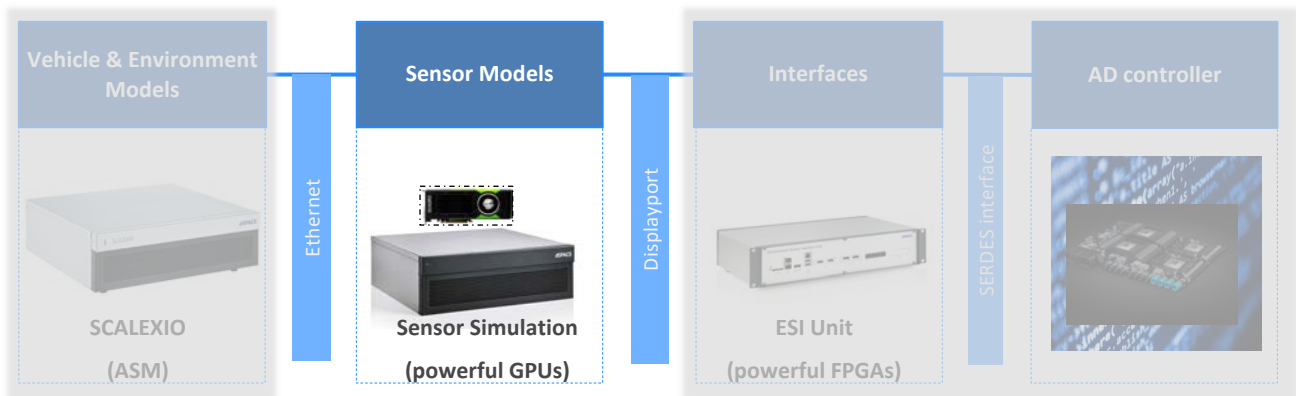 Vehicle & Environment
Models
Sensor Models
Interfaces
AD controller
Ethernet
Displayport
SERDES interface
SCALEXIO
(ASM)
Sensor Simulation
(powerful GPUs)
ESI Unit
(powerful FPGAs)